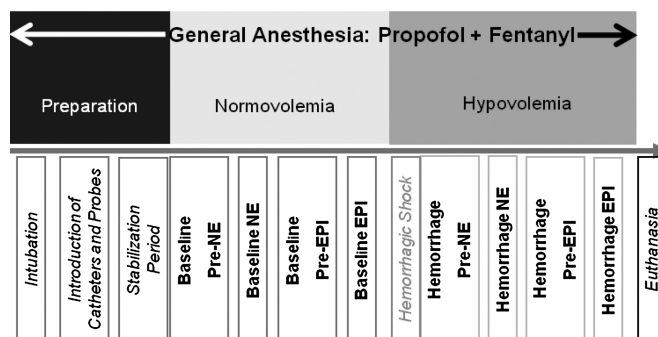 General Anesthesia: Propofol + Fentanyl
Preparation
Normovolemia
Hypovolemia
Intubation
Introduction of
Catheters and Probes
Stabilization
Period
Baseline
Pre-NE
Baseline NE
Baseline
Pre-EPI
Baseline EPI
Hemorrhagic Shock
Hemorrhage
Pre-NE
Hemorrhage NE
Hemorrhage
Pre-EPI
Hemorrhage EPI
Euthanasia